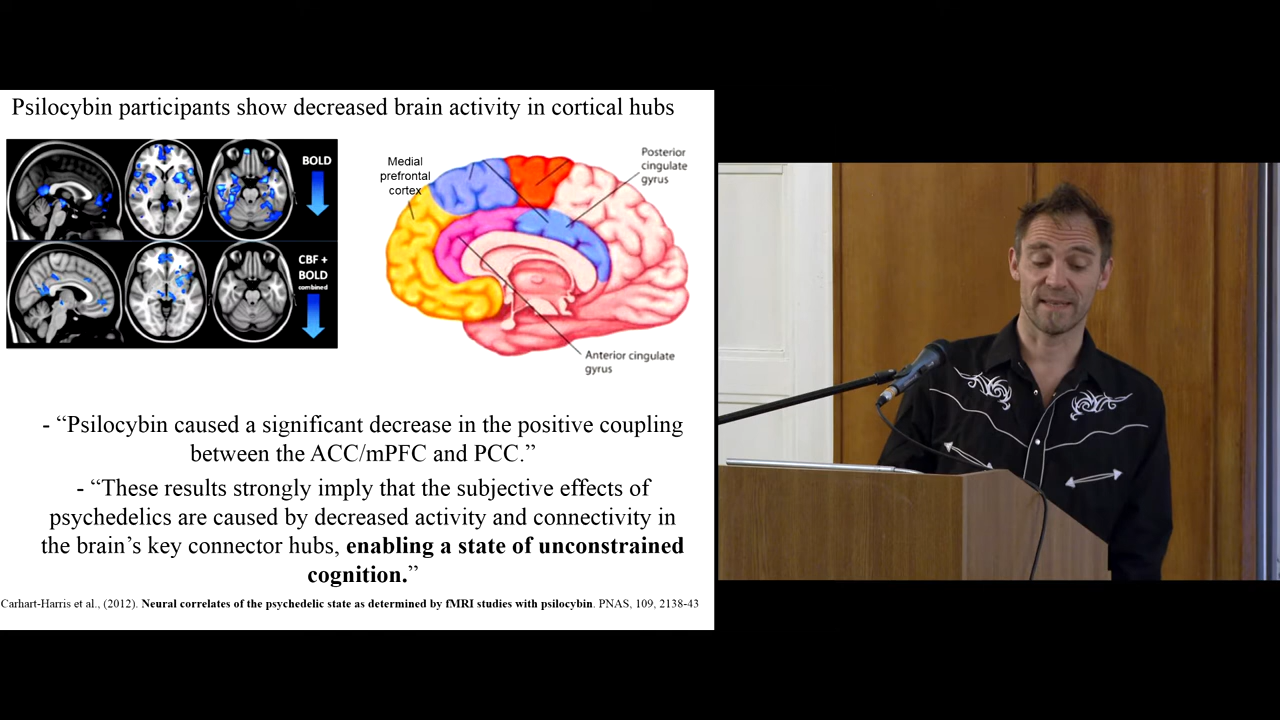 Psilocybin participants show decreased brain activity in cortical hubs
BOLD
CBF +
BOLD
combined
Medial
prefrontal
cortex
Posterior
cingulate
gyrus
Anterior cingulate
gyrus
- “Psilocybin caused a significant decrease in the positive coupling
between the ACC/mPFC and PCC.”
- “These results strongly imply that the subjective effects of
psychedelics are caused by decreased activity and connectivity in
the brain’s key connector hubs, enabling a state of unconstrained
cognition.”
Carhart-Harris et al., (2012). Neural correlates of the psychedelic state as determined by fMRI studies with psilocybin. PNAS, 109, 2138-43